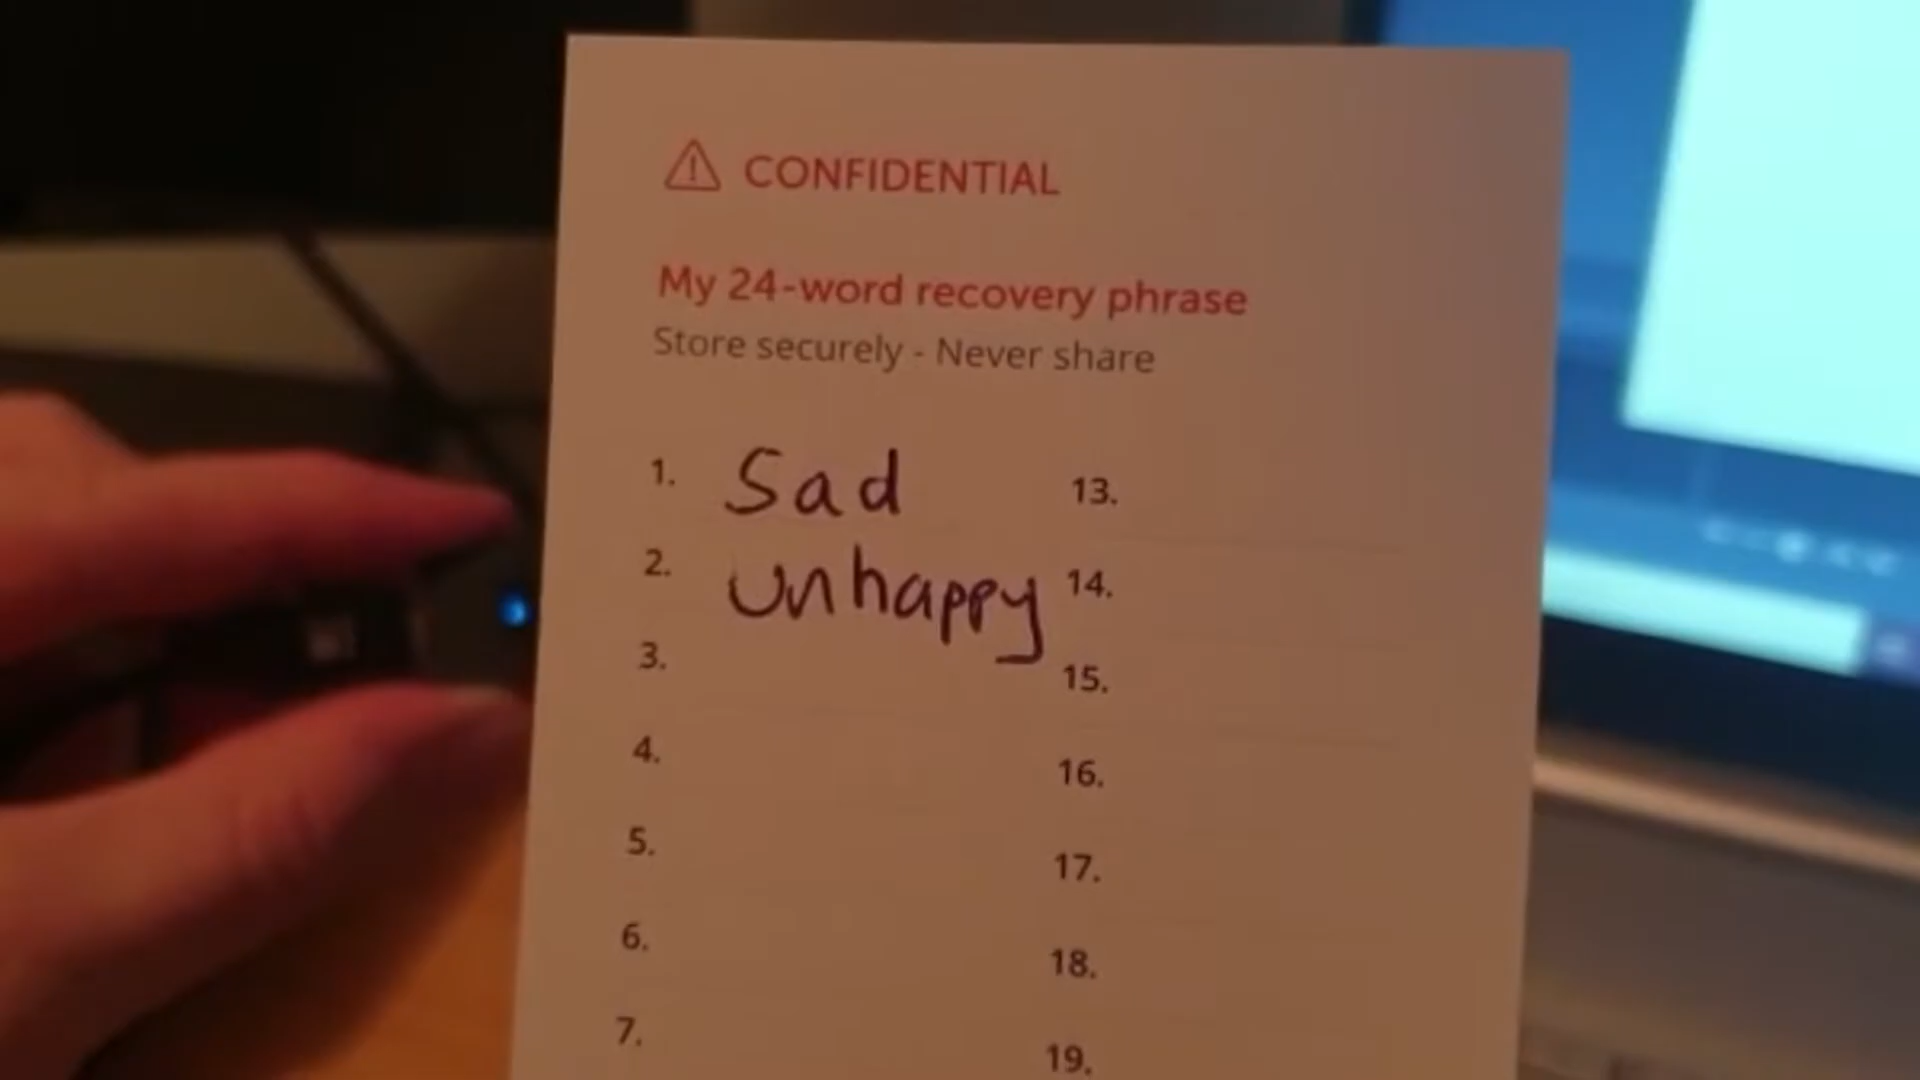 CONFIDENTIAL
My 24-word recovery phrase
Store securely - Never share
1. Sad
2. unhappy
3.
4.
5.
6.
7.
13.
14.
15.
16.
17.
18.
19.